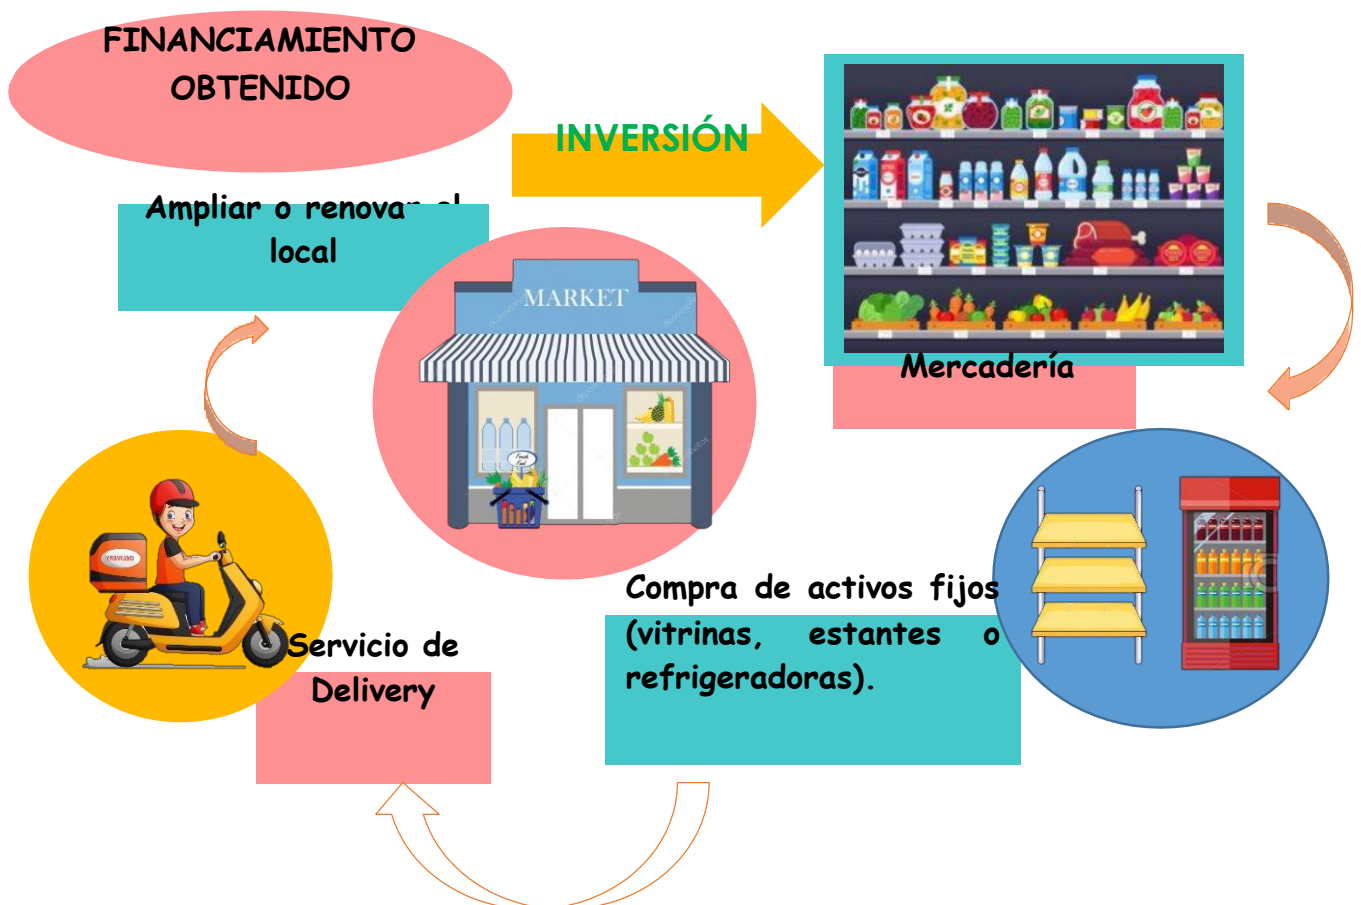 FINANCIAMIENTO
OBTENIDO
INVERSIÓN
Ampliar o renovar el
local
MARKET
Mercadería
Compra de activos fijos
(vitrinas, estantes o
refrigeradoras).
DELIVERY
Servicio de
Delivery